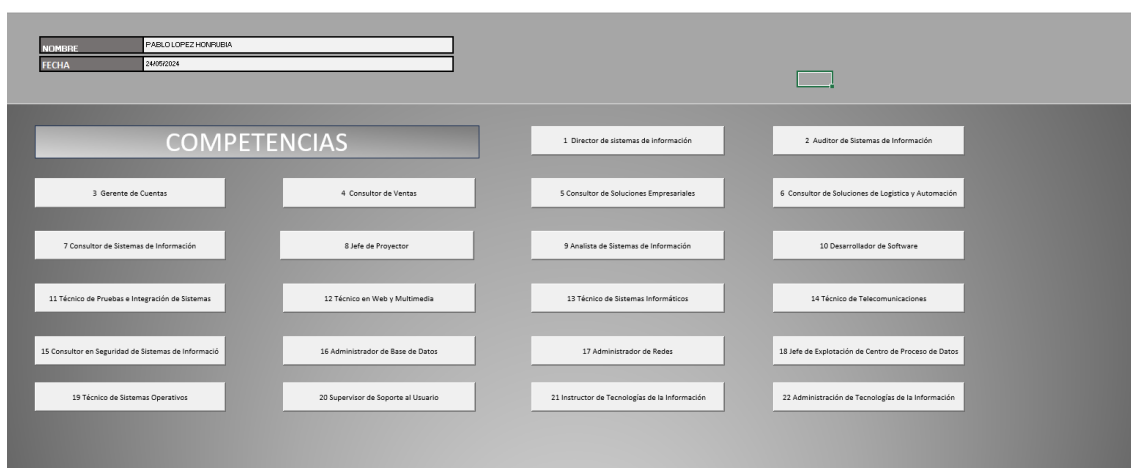 NOMBRE PABLO LOPEZ HONRUBIA
FECHA 24/05/2024
COMPETENCIAS
1 Director de sistemas de información
2 Auditor de Sistemas de Información
3 Gerente de Cuentas
4 Consultor de Ventas
5 Consultor de Soluciones Empresariales
6 Consultor de Soluciones de Logistica y Automación
7 Consultor de Sistemas de Información
8 Jefe de Proyector
9 Analista de Sistemas de Información
10 Desarrollador de Software
11 Técnico de Pruebas e Integración de Sistemas
12 Técnico en Web y Multimedia
13 Técnico de Sistemas Informáticos
14 Técnico de Telecomunicaciones
15 Consultor en Seguridad de Sistemas de Informació
16 Administrador de Base de Datos
17 Administrador de Redes
18 Jefe de Explotación de Centro de Proceso de Datos
19 Técnico de Sistemas Operativos
20 Supervisor de Soporte al Usuario
21 Instructor de Tecnologías de la Información
22 Administración de Tecnologías de la Información